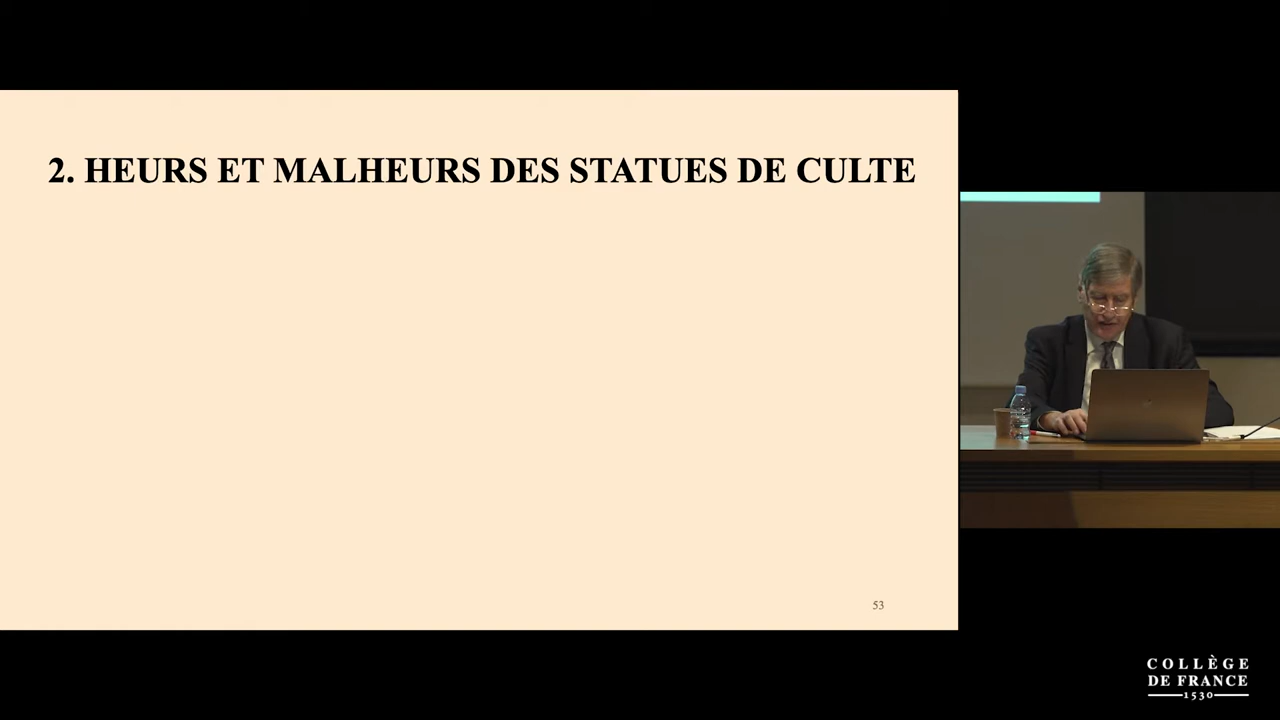 2. HEURS ET MALHEURS DES STATUES DE CULTE
53
COLLÈGE
DE FRANCE
1530